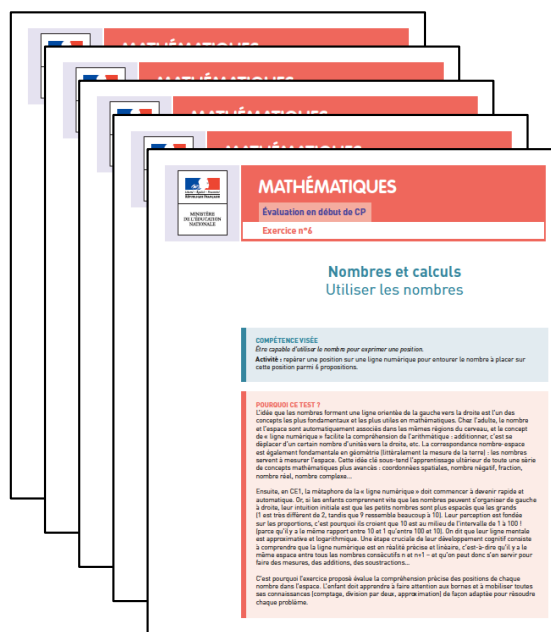 MATHÉMATIQUES
MATHÉMATIQUES
MATHÉMATIQUES
MATHÉMATIQUES
MATHÉMATIQUES
Liberté • Égalité • Fraternité
RÉPUBLIQUE FRANÇAISE
MINISTÈRE
DE L'ÉDUCATION
NATIONALE
Évaluation en début de CP
Exercice n°6
Nombres et calculs
Utiliser les nombres
COMPÉTENCE VISÉE
Être capable d'utiliser le nombre pour exprimer une position.
Activité : repérer une position sur une ligne numérique pour entourer le nombre à placer sur
cette position parmi 6 propositions.
POURQUOI CE TEST ?
L'idée que les nombres forment une ligne orientée de la gauche vers la droite est l'un des
concepts les plus fondamentaux et les plus utiles en mathématiques. Chez l'adulte, le nombre
et l'espace sont automatiquement associés dans les mêmes régions du cerveau, et le concept
de « ligne numérique » facilite la compréhension de l'arithmétique : additionner, c'est se
déplacer d'un certain nombre d'unités vers la droite, etc. La correspondance nombre-espace
est également fondamentale en géométrie (littéralement la mesure de la terre) : les nombres
servent à mesurer l'espace. Cette idée clé sous-tend l'apprentissage ultérieur de toute une série
de concepts mathématiques plus avancés : coordonnées spatiales, nombre négatif, fraction,
nombre réel, nombre complexe...
Ensuite, en CE1, la métaphore de la « ligne numérique » doit commencer à devenir rapide et
automatique. Or, si les enfants comprennent vite que les nombres peuvent s'organiser de gauche
à droite, leur intuition initiale est que les petits nombres sont plus espacés que les grands
(1 est très différent de 2, tandis que 9 ressemble beaucoup à 10). Leur perception est fondée
sur les proportions, c'est pourquoi ils croient que 10 est au milieu de l'intervalle de 1 à 100 !
(parce qu'il y a le même rapport entre 10 et 1 qu'entre 100 et 10). On dit que leur ligne mentale
est approximative et logarithmique. Une étape cruciale de leur développement cognitif consiste
à comprendre que la ligne numérique est en réalité précise et linéaire, c'est-à-dire qu'il y a le
même espace entre tous les nombres consécutifs n et n+1 – et qu'on peut donc s'en servir pour
faire des mesures, des additions, des soustractions...
C'est pourquoi l'exercice proposé évalue la compréhension précise des positions de chaque
nombre dans l'espace. L'enfant doit apprendre à faire attention aux bornes et à mobiliser toutes
ses connaissances (comptage, division par deux, approximation) de façon adaptée pour résoudre
chaque problème.